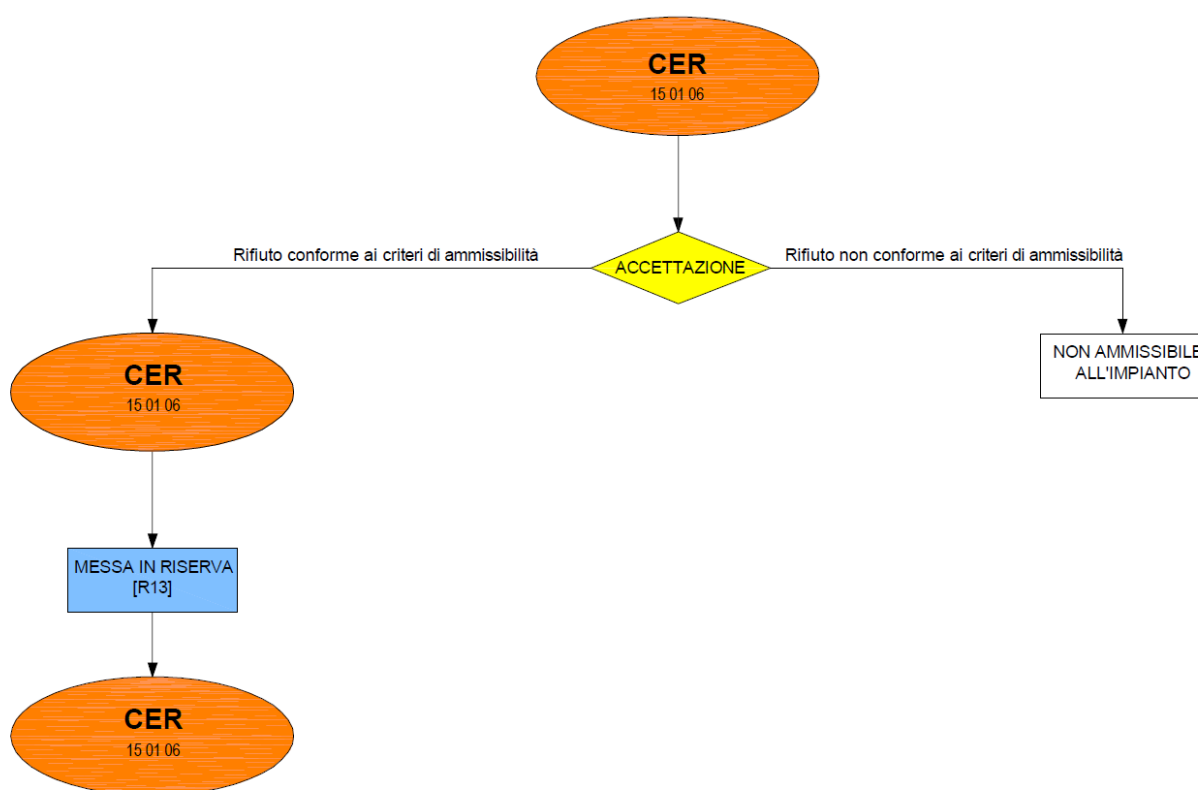 CER
15 01 06
Rifiuto conforme ai criteri di ammissibilità
ACCETTAZIONE
Rifiuto non conforme ai criteri di ammissibilità
CER
15 01 06
NON AMMISSIBILE
ALL'IMPIANTO
MESSA IN RISERVA
[R13]
CER
15 01 06